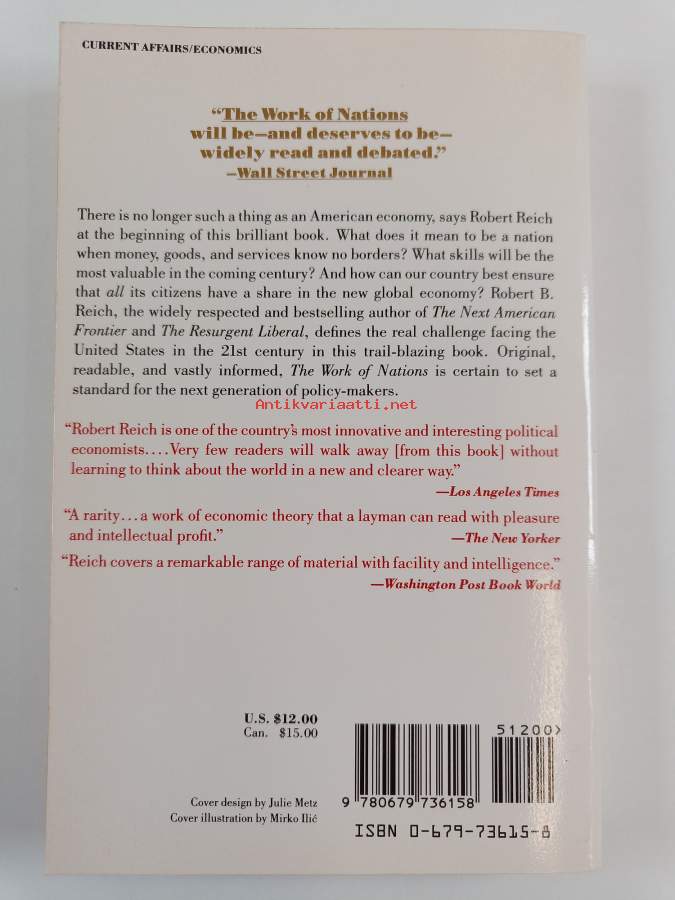 CURRENT AFFAIRS/ECONOMICS
“The Work of Nations
will be—and deserves to be—
widely read and debated.”
—Wall Street Journal
There is no longer such a thing as an American economy, says Robert Reich
at the beginning of this brilliant book. What does it mean to be a nation
when money, goods, and services know no borders? What skills will be the
most valuable in the coming century? And how can our country best ensure
that all its citizens have a share in the new global economy? Robert B.
Reich, the widely respected and bestselling author of The Next American
Frontier and The Resurgent Liberal, defines the real challenge facing the
United States in the 21st century in this trail-blazing book. Original,
readable, and vastly informed, The Work of Nations is certain to set a
standard for the next generation of policy-makers.
Antikvariaatti.net
“Robert Reich is one of the country's most innovative and interesting political
economists....Very few readers will walk away [from this book] without
learning to think about the world in a new and clearer way.”
—Los Angeles Times
“A rarity...a work of economic theory that a layman can read with pleasure
and intellectual profit.”
—The New Yorker
“Reich covers a remarkable range of material with facility and intelligence.”
—Washington Post Book World
U.S. $12.00
Can. $15.00
51200>
Cover design by Julie Metz
Cover illustration by Mirko Ilić
9 780679 736158
ISBN 0-679-73615-8